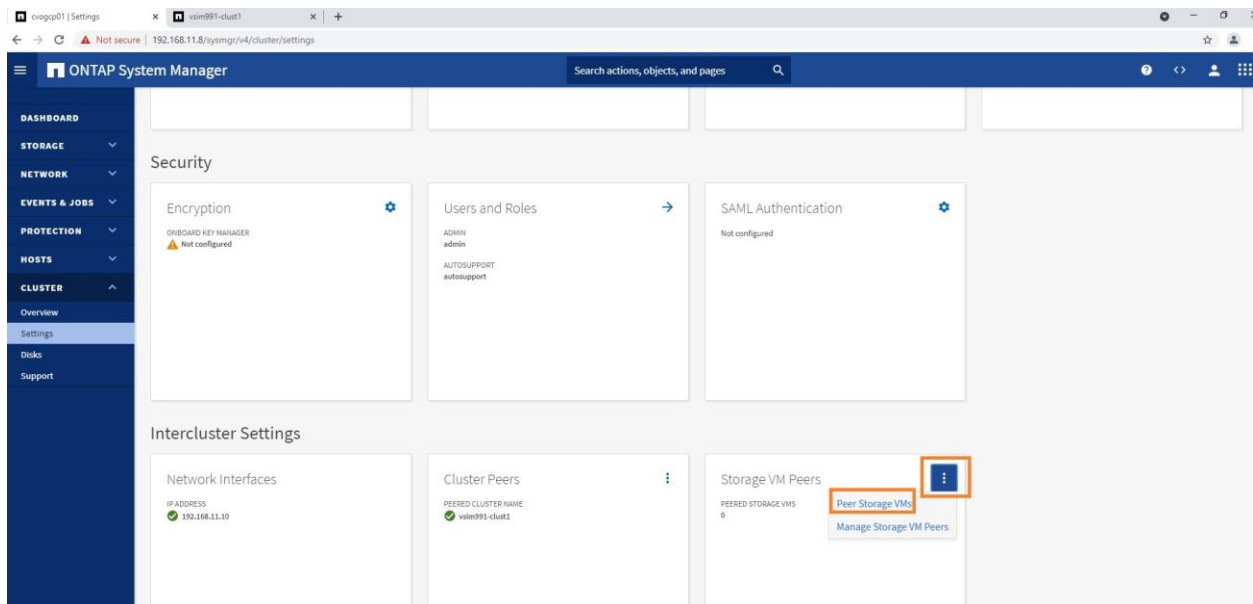 cvogcp01 | Settings
vsim991-clust1
Not secure | 192.168.11.8/sysmgr/v4/cluster/settings
ONTAP System Manager
Search actions, objects, and pages
DASHBOARD
STORAGE
NETWORK
EVENTS & JOBS
PROTECTION
HOSTS
CLUSTER
Overview
Settings
Disks
Support
Security
Encryption
ONBOARD KEY MANAGER
Not configured
Users and Roles
ADMIN
admin
AUTOSUPPORT
autosupport
SAML Authentication
Not configured
Intercluster Settings
Network Interfaces
IP ADDRESS
192.168.11.10
Cluster Peers
PEERED CLUSTER NAME
vsim991-clust1
Storage VM Peers
PEERED STORAGE VMS
0
Peer Storage VMs
Manage Storage VM Peers